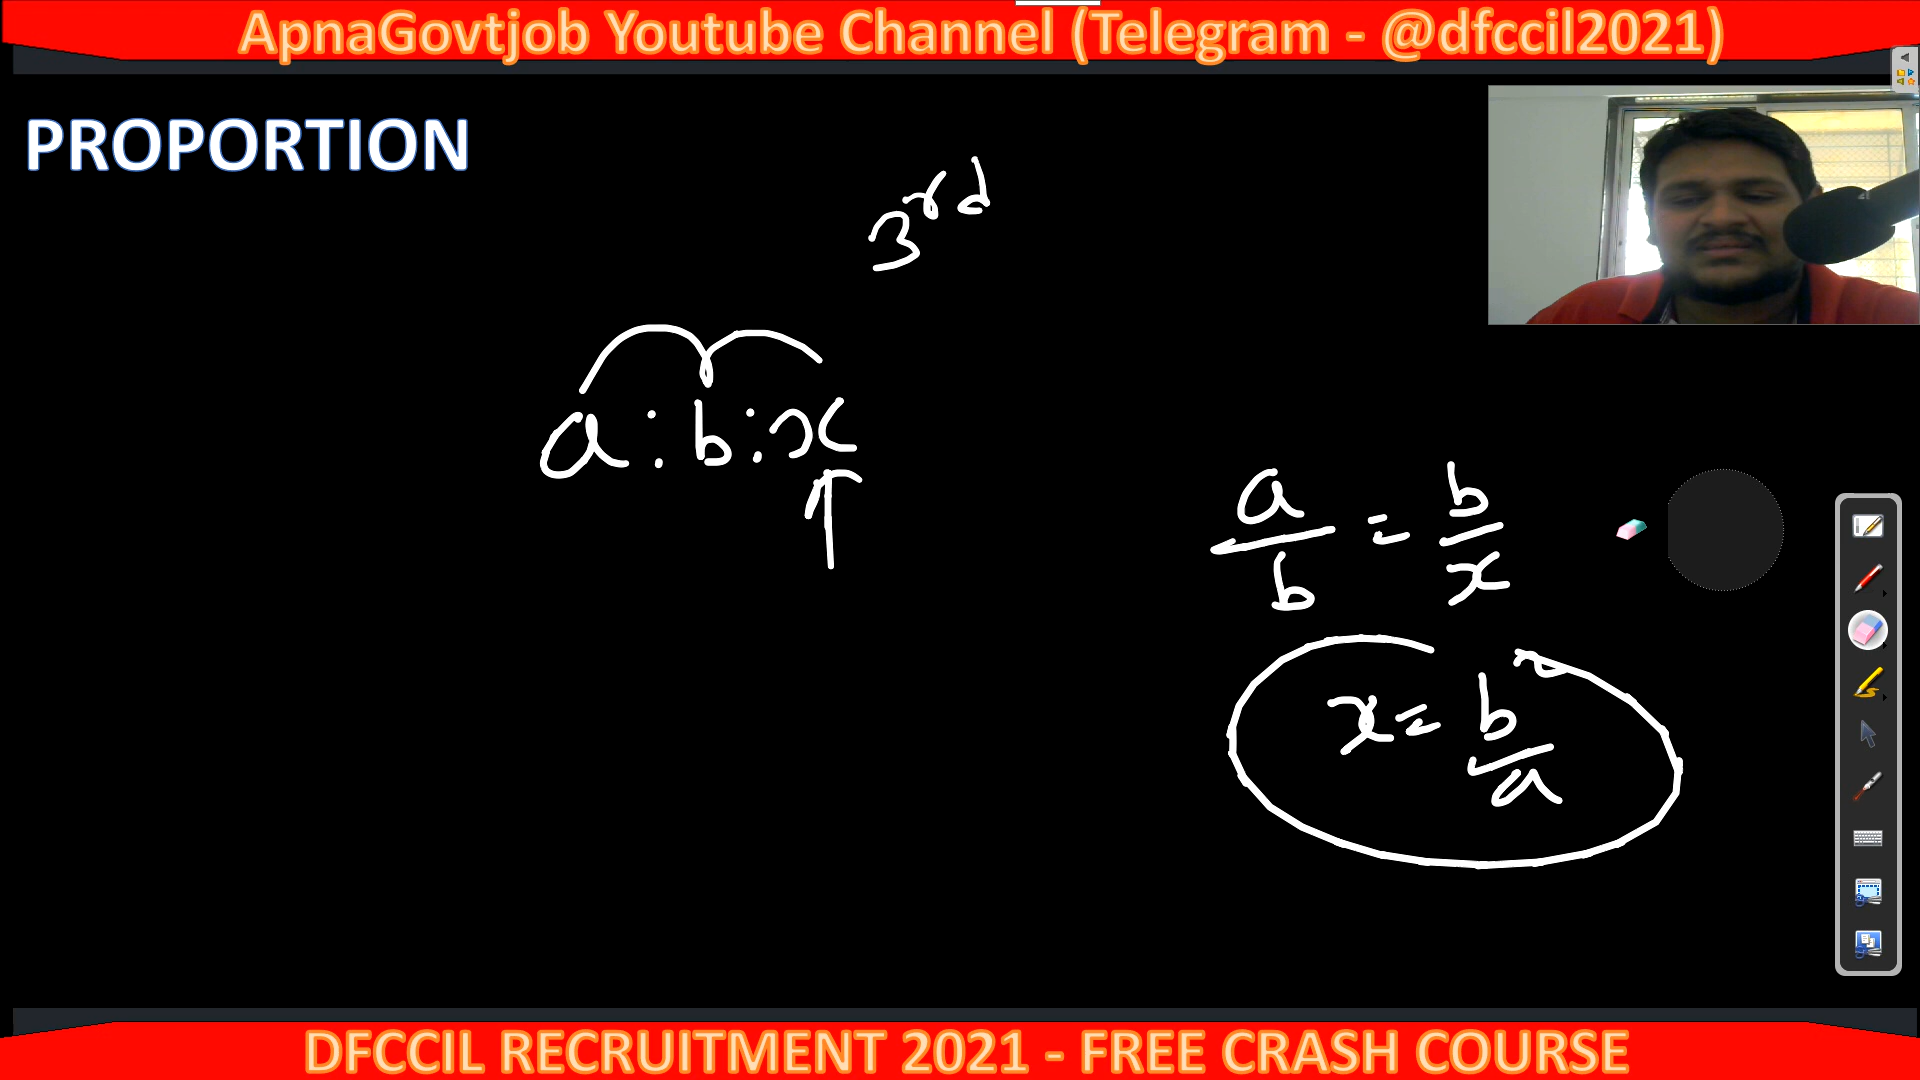 ApnaGovtjob Youtube Channel (Telegram - @dfccil2021)
PROPORTION
3rd
a : b : x
a/b = b/x
x = b²/a
DFCCIL RECRUITMENT 2021 - FREE CRASH COURSE